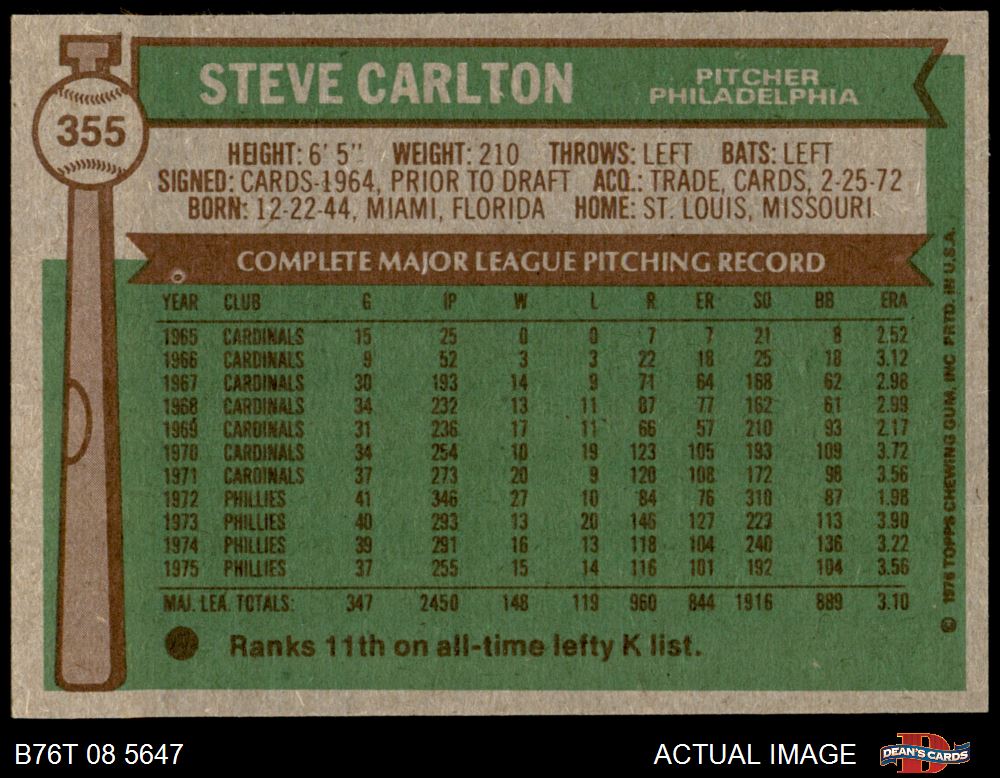 STEVE CARLTON
PITCHER
PHILADELPHIA
355
HEIGHT: 6' 5" WEIGHT: 210 THROWS: LEFT BATS: LEFT
SIGNED: CARDS-1964, PRIOR TO DRAFT ACQ.: TRADE, CARDS, 2-25-72
BORN: 12-22-44, MIAMI, FLORIDA HOME: ST. LOUIS, MISSOURI
COMPLETE MAJOR LEAGUE PITCHING RECORD
YEAR CLUB G IP W L R ER SO BB ERA
1965 CARDINALS 15 25 0 0 7 7 21 8 2.52
1966 CARDINALS 9 52 3 3 22 18 25 18 3.12
1967 CARDINALS 30 193 14 9 71 64 168 62 2.98
1968 CARDINALS 34 232 13 11 87 77 162 61 2.99
1969 CARDINALS 31 236 17 11 66 57 210 93 2.17
1970 CARDINALS 34 254 10 19 123 105 193 109 3.72
1971 CARDINALS 37 273 20 9 120 108 172 98 3.56
1972 PHILLIES 41 346 27 10 84 76 310 87 1.98
1973 PHILLIES 40 293 13 20 146 127 223 113 3.90
1974 PHILLIES 39 291 16 13 118 104 240 136 3.22
1975 PHILLIES 37 255 15 14 116 101 192 104 3.56
MAJ. LEA. TOTALS: 347 2450 148 119 960 844 1916 889 3.10
Ranks 11th on all-time lefty K list.
© 1976 TOPPS CHEWING GUM, INC PRTD. IN U.S.A.
B76T 08 5647
ACTUAL IMAGE
D
DEAN'S CARDS